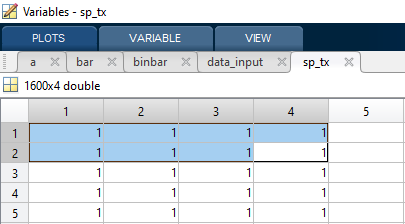 Variables - sp_tx
PLOTS VARIABLE VIEW
a bar binbar data_input sp_tx
1600x4 double
1 2 3 4 5
1 1 1 1 1
2 1 1 1 1
3 1 1 1 1
4 1 1 1 1
5 1 1 1 1